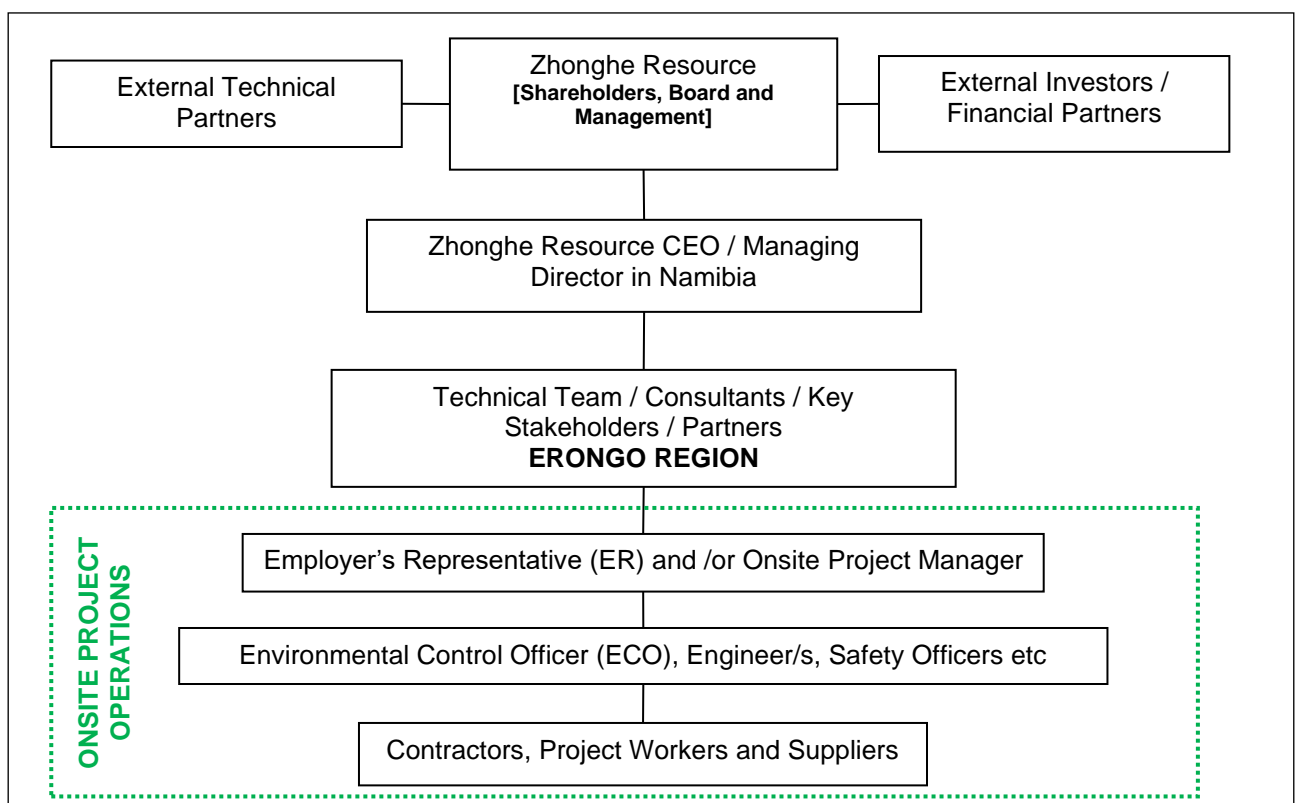 External Technical
Partners
Zhonghe Resource
[Shareholders, Board and
Management]
External Investors /
Financial Partners
Zhonghe Resource CEO / Managing
Director in Namibia
Technical Team / Consultants / Key
Stakeholders / Partners
ERONGO REGION
ONSITE PROJECT
OPERATIONS
Employer’s Representative (ER) and /or Onsite Project Manager
Environmental Control Officer (ECO), Engineer/s, Safety Officers etc
Contractors, Project Workers and Suppliers